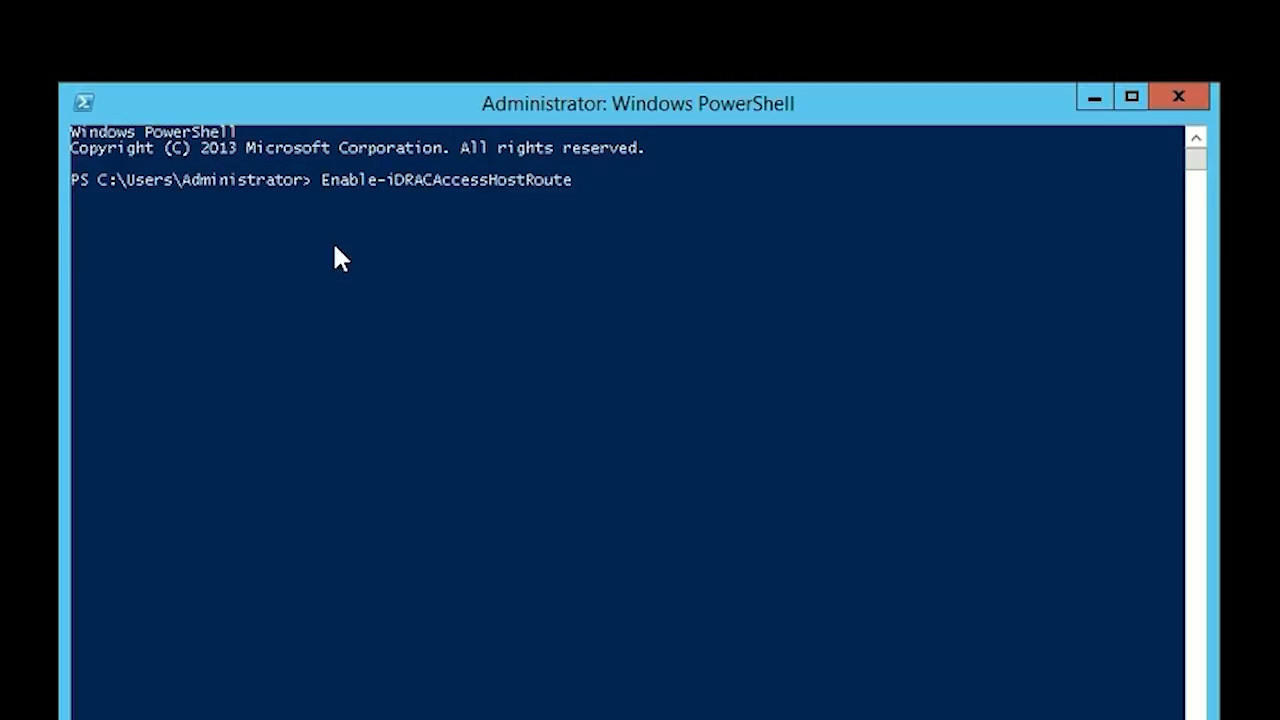 Administrator: Windows PowerShell
Windows PowerShell
Copyright (C) 2013 Microsoft Corporation. All rights reserved.
PS C:\Users\Administrator> Enable-iDRACAccessHostRoute